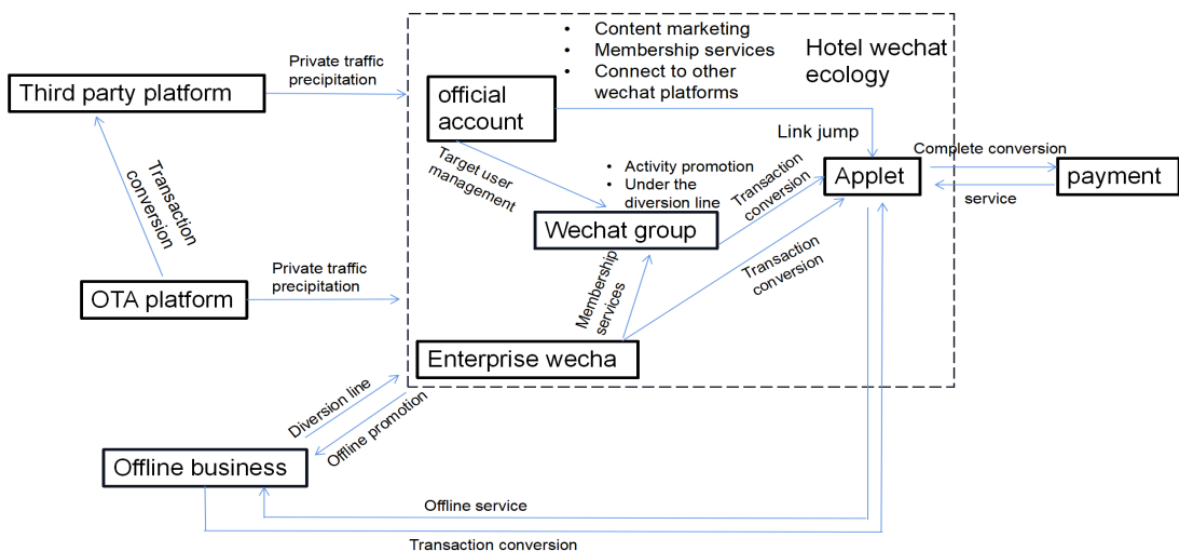 • Content marketing
• Membership services
• Connect to other
wechat platforms
Hotel wechat
ecology
Private traffic
precipitation
Third party platform
official
account
Link jump
Target user
management
• Activity promotion
• Under the
diversion line
Transaction
conversion
Applet
Complete conversion
payment
service
Transaction
conversion
Wechat group
Transaction
conversion
Membership
services
Private traffic
precipitation
OTA platform
Enterprise wecha
Diversion line
Offline promotion
Offline business
Offline service
Transaction conversion